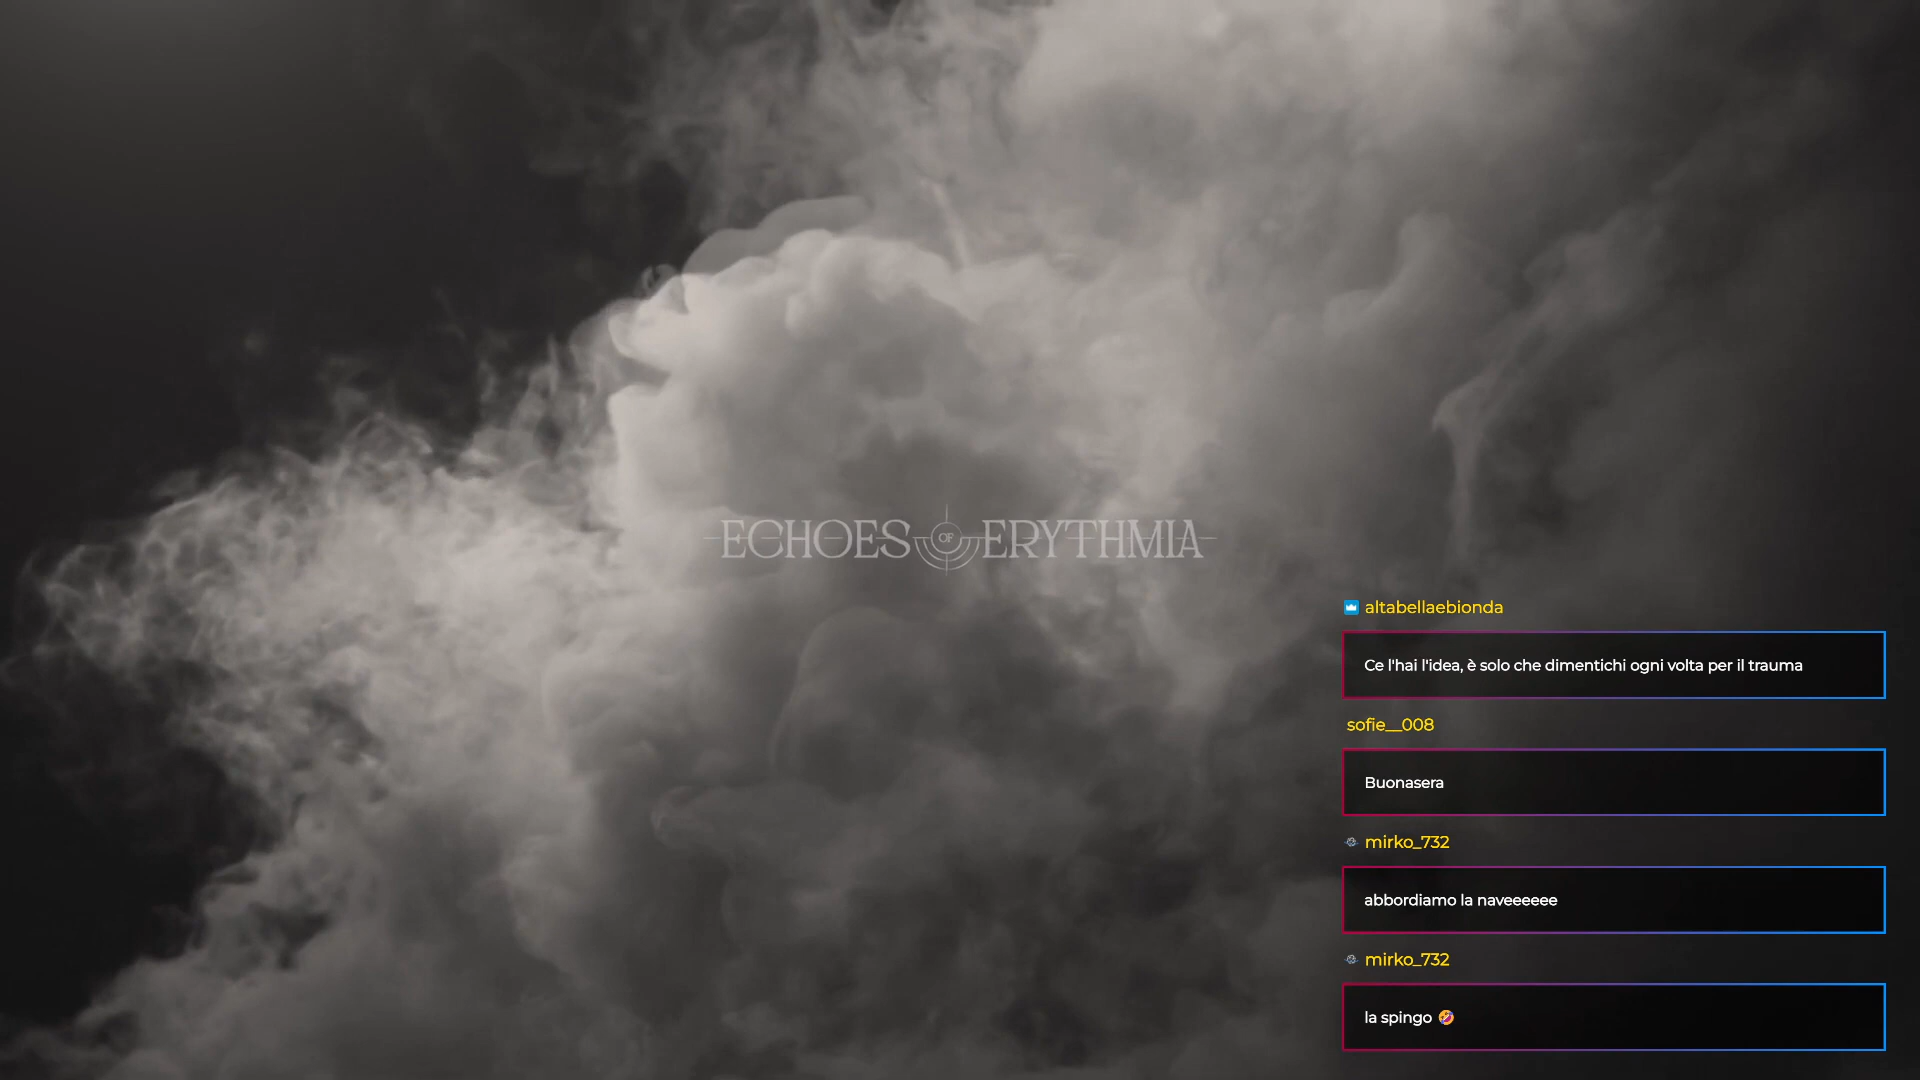 ECHOES OF ERYTHMIA
altabellaebionda
Ce l'hai l'idea, è solo che dimentichi ogni volta per il trauma
sofie__008
Buonasera
mirko_732
abbordiamo la naveeeeee
mirko_732
la spingo 🤣